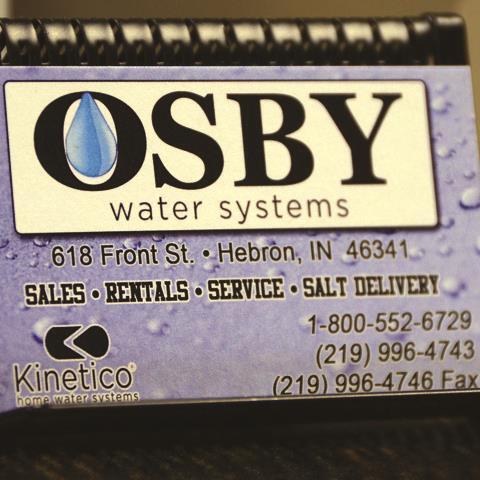 OSBY
water systems
618 Front St. • Hebron, IN 46341
SALES • RENTALS • SERVICE • SALT DELIVERY
1-800-552-6729
(219) 996-4743
(219) 996-4746 Fax
Kinetico®
home water systems